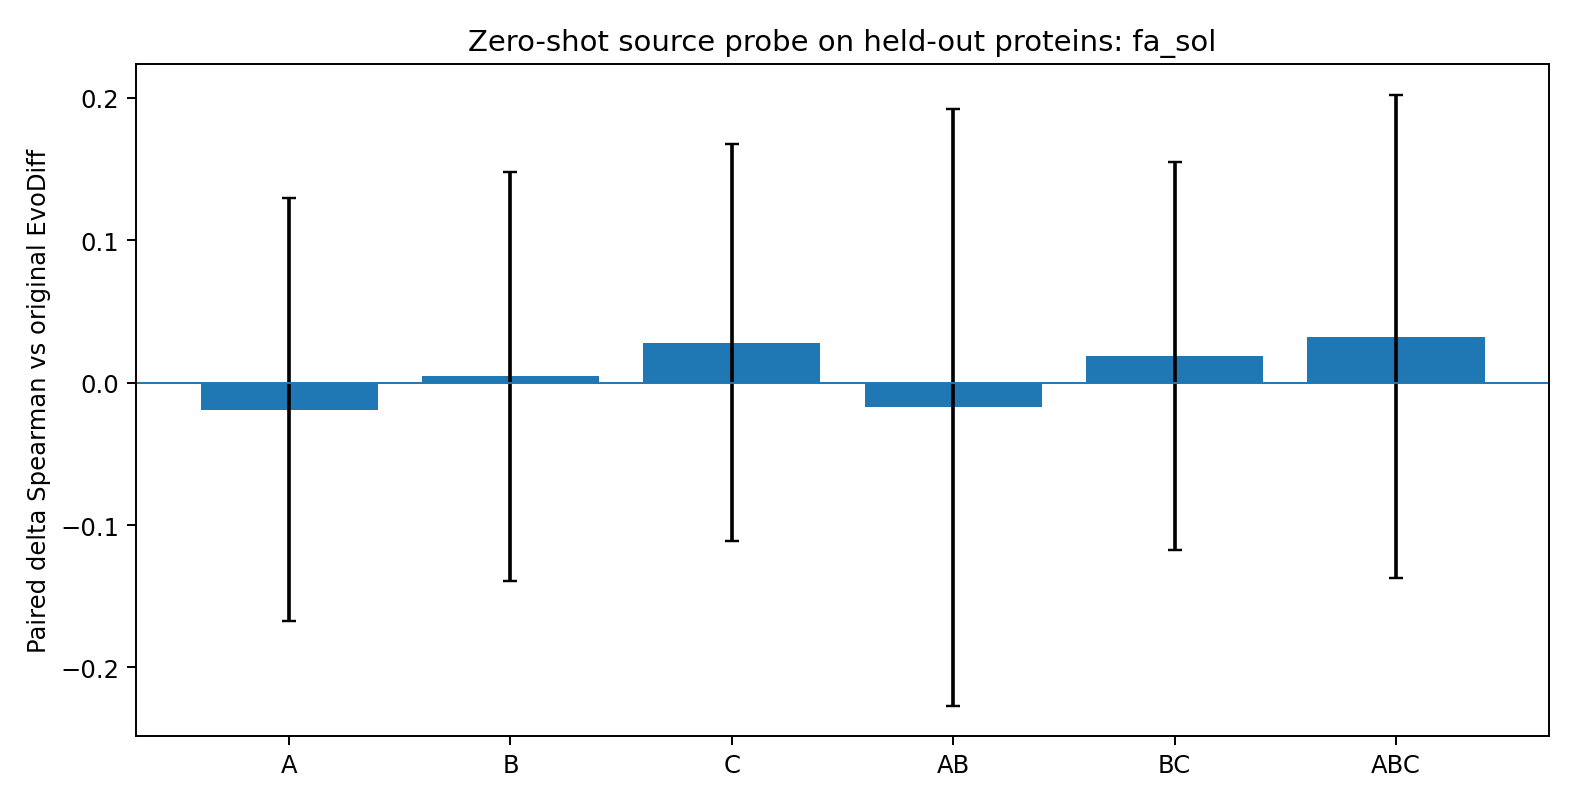 Zero-shot source probe on held-out proteins: fa_sol
Paired delta Spearman vs original EvoDiff
0.2
0.1
0.0
−0.1
−0.2
A B C AB BC ABC